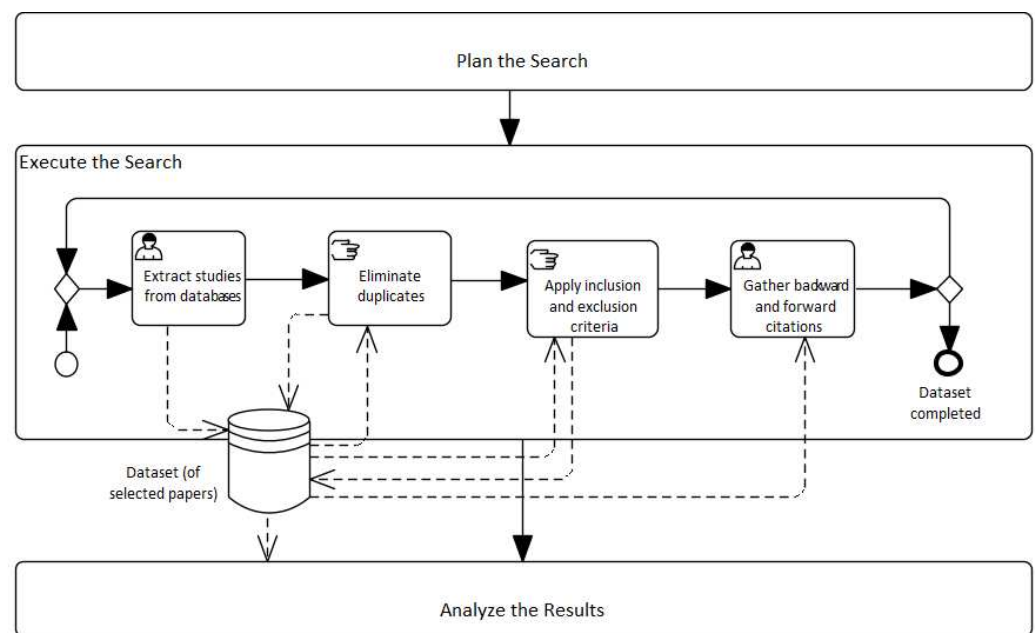 Plan the Search
Execute the Search
Extract studies
from databases
Eliminate
duplicates
Apply inclusion
and exclusion
criteria
Gather backward
and forward
citations
Dataset
completed
Dataset (of
selected papers)
Analyze the Results